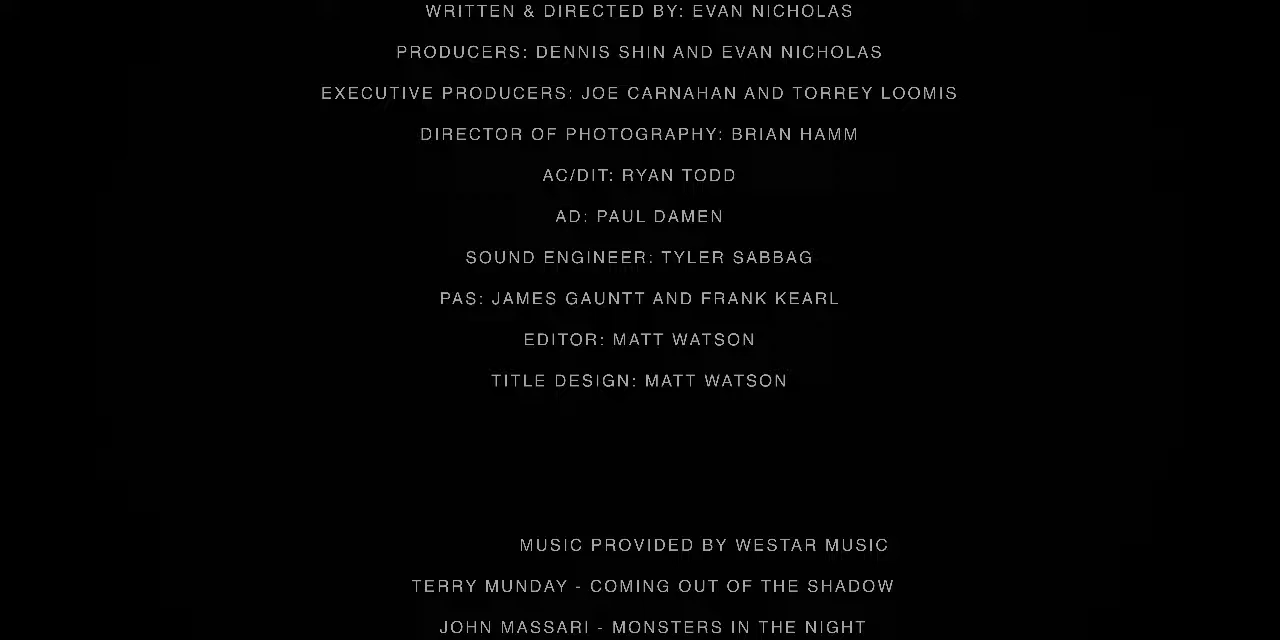 WRITTEN & DIRECTED BY: EVAN NICHOLAS
PRODUCERS: DENNIS SHIN AND EVAN NICHOLAS
EXECUTIVE PRODUCERS: JOE CARNAHAN AND TORREY LOOMIS
DIRECTOR OF PHOTOGRAPHY: BRIAN HAMM
AC/DIT: RYAN TODD
AD: PAUL DAMEN
SOUND ENGINEER: TYLER SABBAG
PAS: JAMES GAUNTT AND FRANK KEARL
EDITOR: MATT WATSON
TITLE DESIGN: MATT WATSON
MUSIC PROVIDED BY WESTAR MUSIC
TERRY MUNDAY - COMING OUT OF THE SHADOW
JOHN MASSARI - MONSTERS IN THE NIGHT